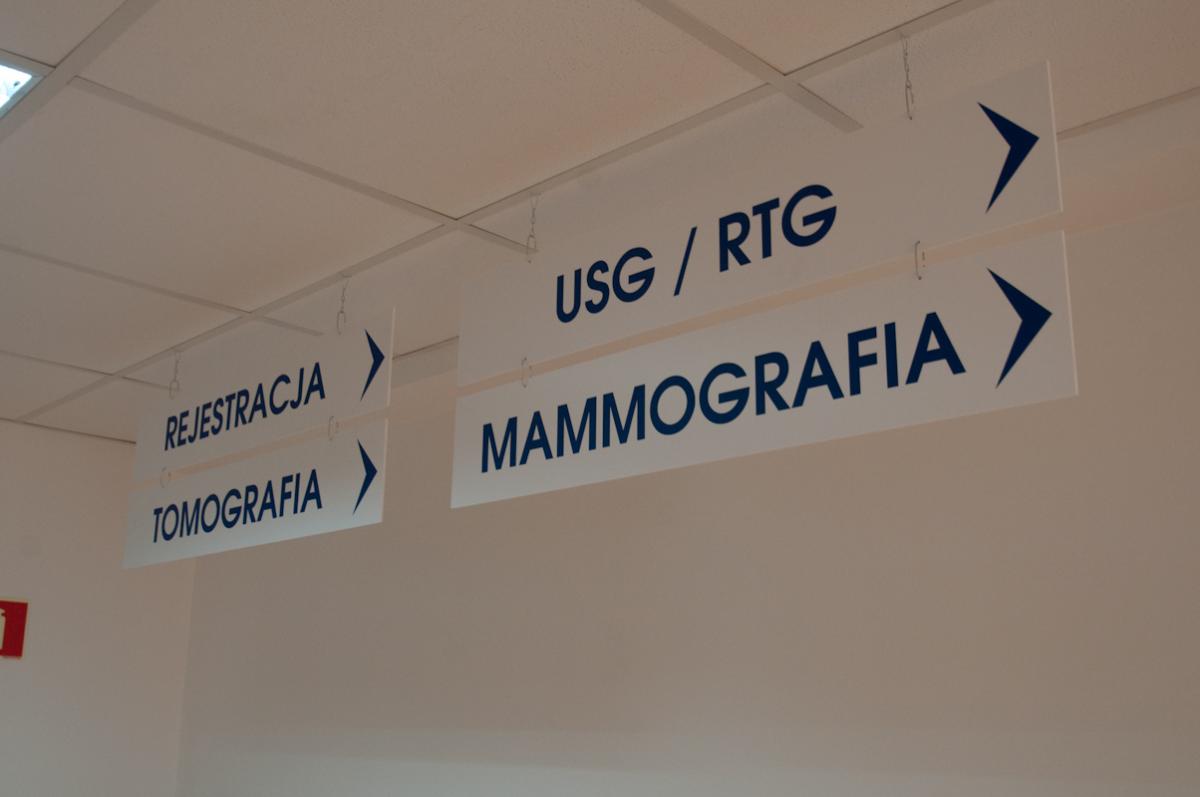 REJESTRACJA
TOMOGRAFIA
USG / RTG
MAMMOGRAFIA